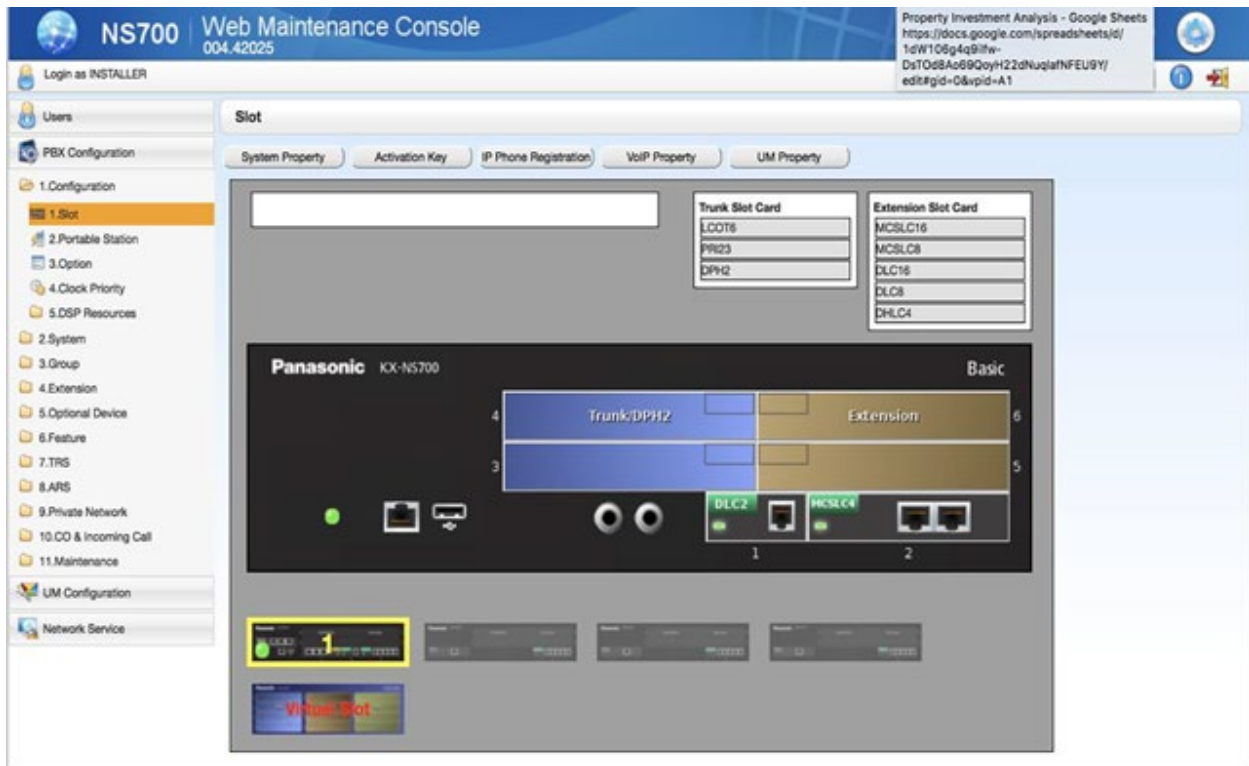 NS700
Web Maintenance Console
004.42025
Property Investment Analysis - Google Sheets
https://docs.google.com/spreadsheets/d/
edit#gid=0&vpid=A1
Login as INSTALLER
Users
PBX Configuration
1.Configuration
1.Slot
2.Portable Station
3.Option
4.Clock Priority
5.DSP Resources
2.System
3.Group
4.Extension
5.Optional Device
6.Feature
7.TRS
8.ARS
9.Private Network
10.CO & Incoming Call
11.Maintenance
UM Configuration
Network Service
Slot
System Property
Activation Key
IP Phone Registration
VoIP Property
UM Property
Trunk Slot Card
LCOT6
PRI23
DPH2
Extension Slot Card
MCSLC16
MCSLC8
DLC16
DLC8
DHLC4
Panasonic KX-NS700
Basic
4
Trunk/DPH2
Extension
6
3
5
DLC2
MCSLC4
1
2
1
Virtual Slot